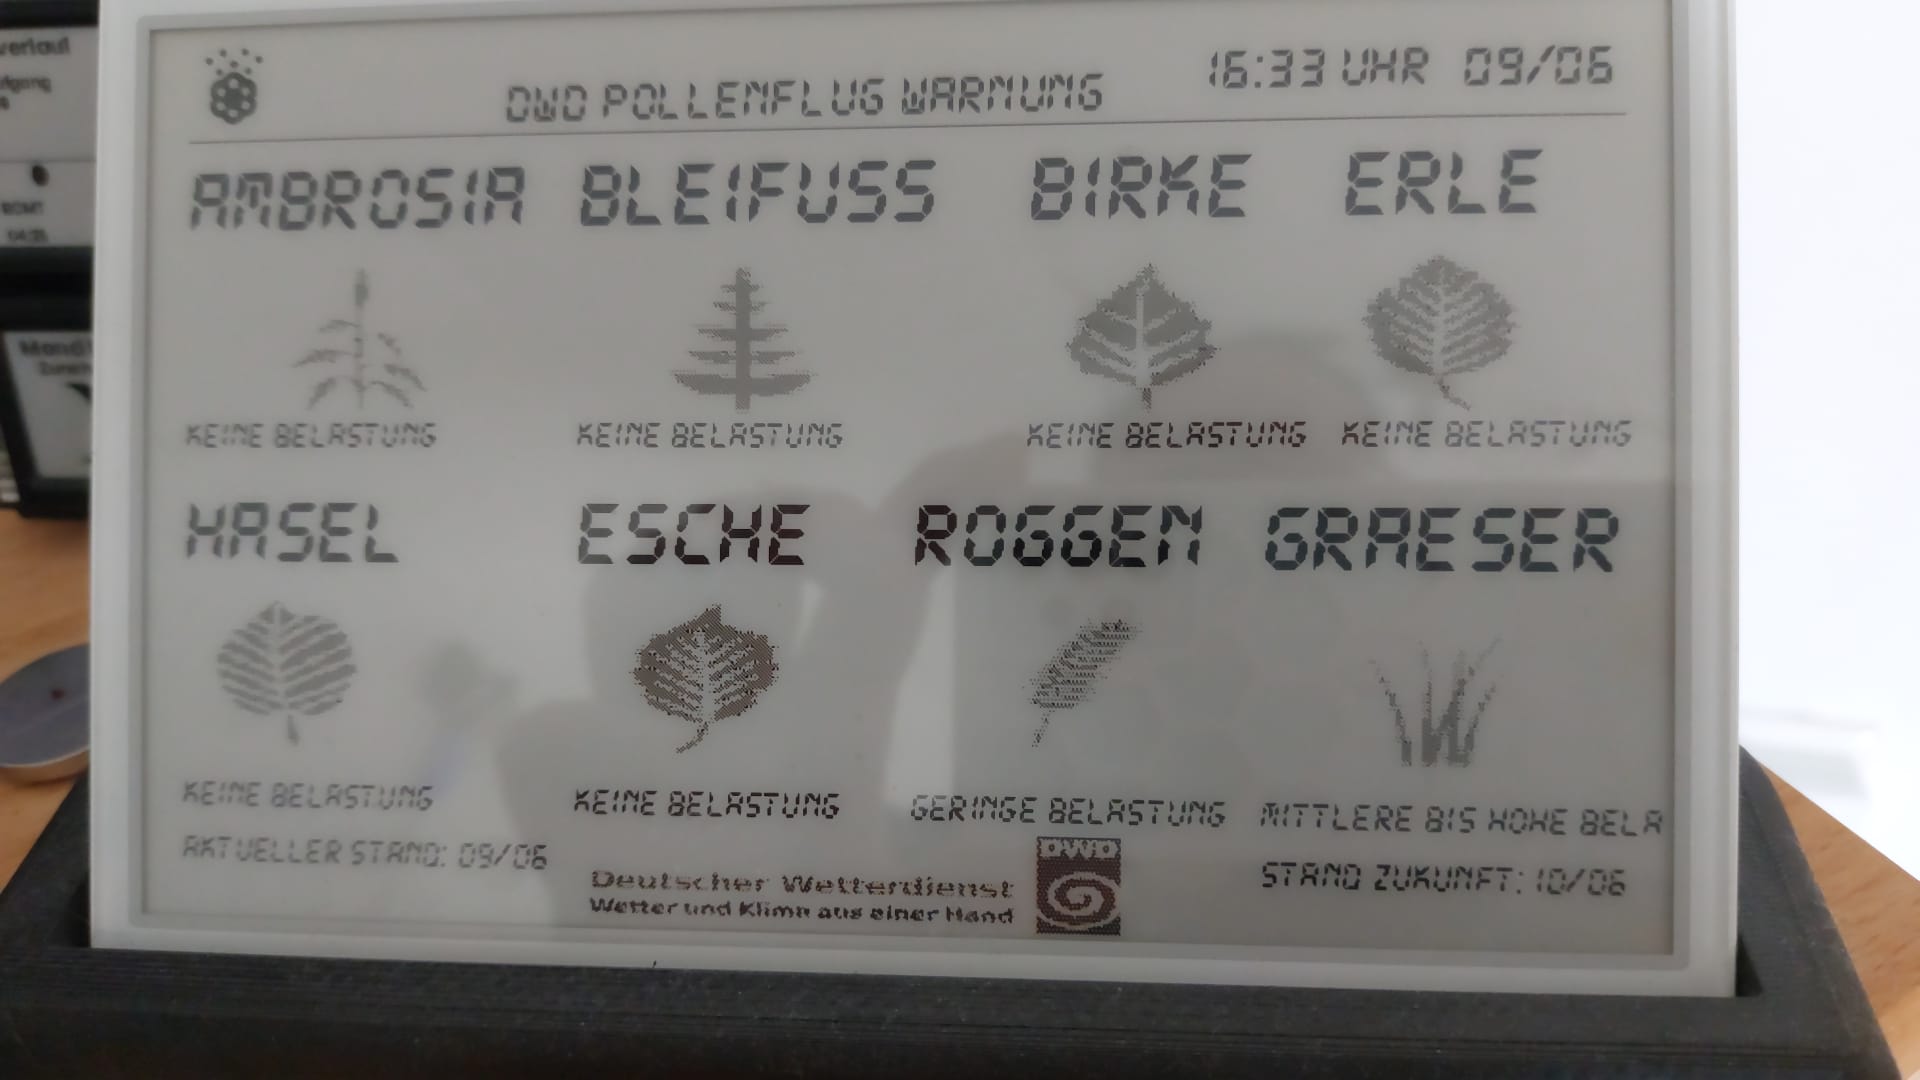 verlauf
16:33 UHR 09/06
DWD POLLENFLUG WARNUNG
AMBROSIA BLEIFUSS BIRKE ERLE
KEINE BELASTUNG KEINE BELASTUNG KEINE BELASTUNG KEINE BELASTUNG
HASEL ESCHE ROGGEN GRAESER
KEINE BELASTUNG KEINE BELASTUNG GERINGE BELASTUNG MITTLERE BIS HOHE BELA
AKTUELLER STAND: 09/06
STAND ZUKUNFT: 10/06
DWD
Deutscher Wetterdienst
Wetter und Klima aus einer Hand